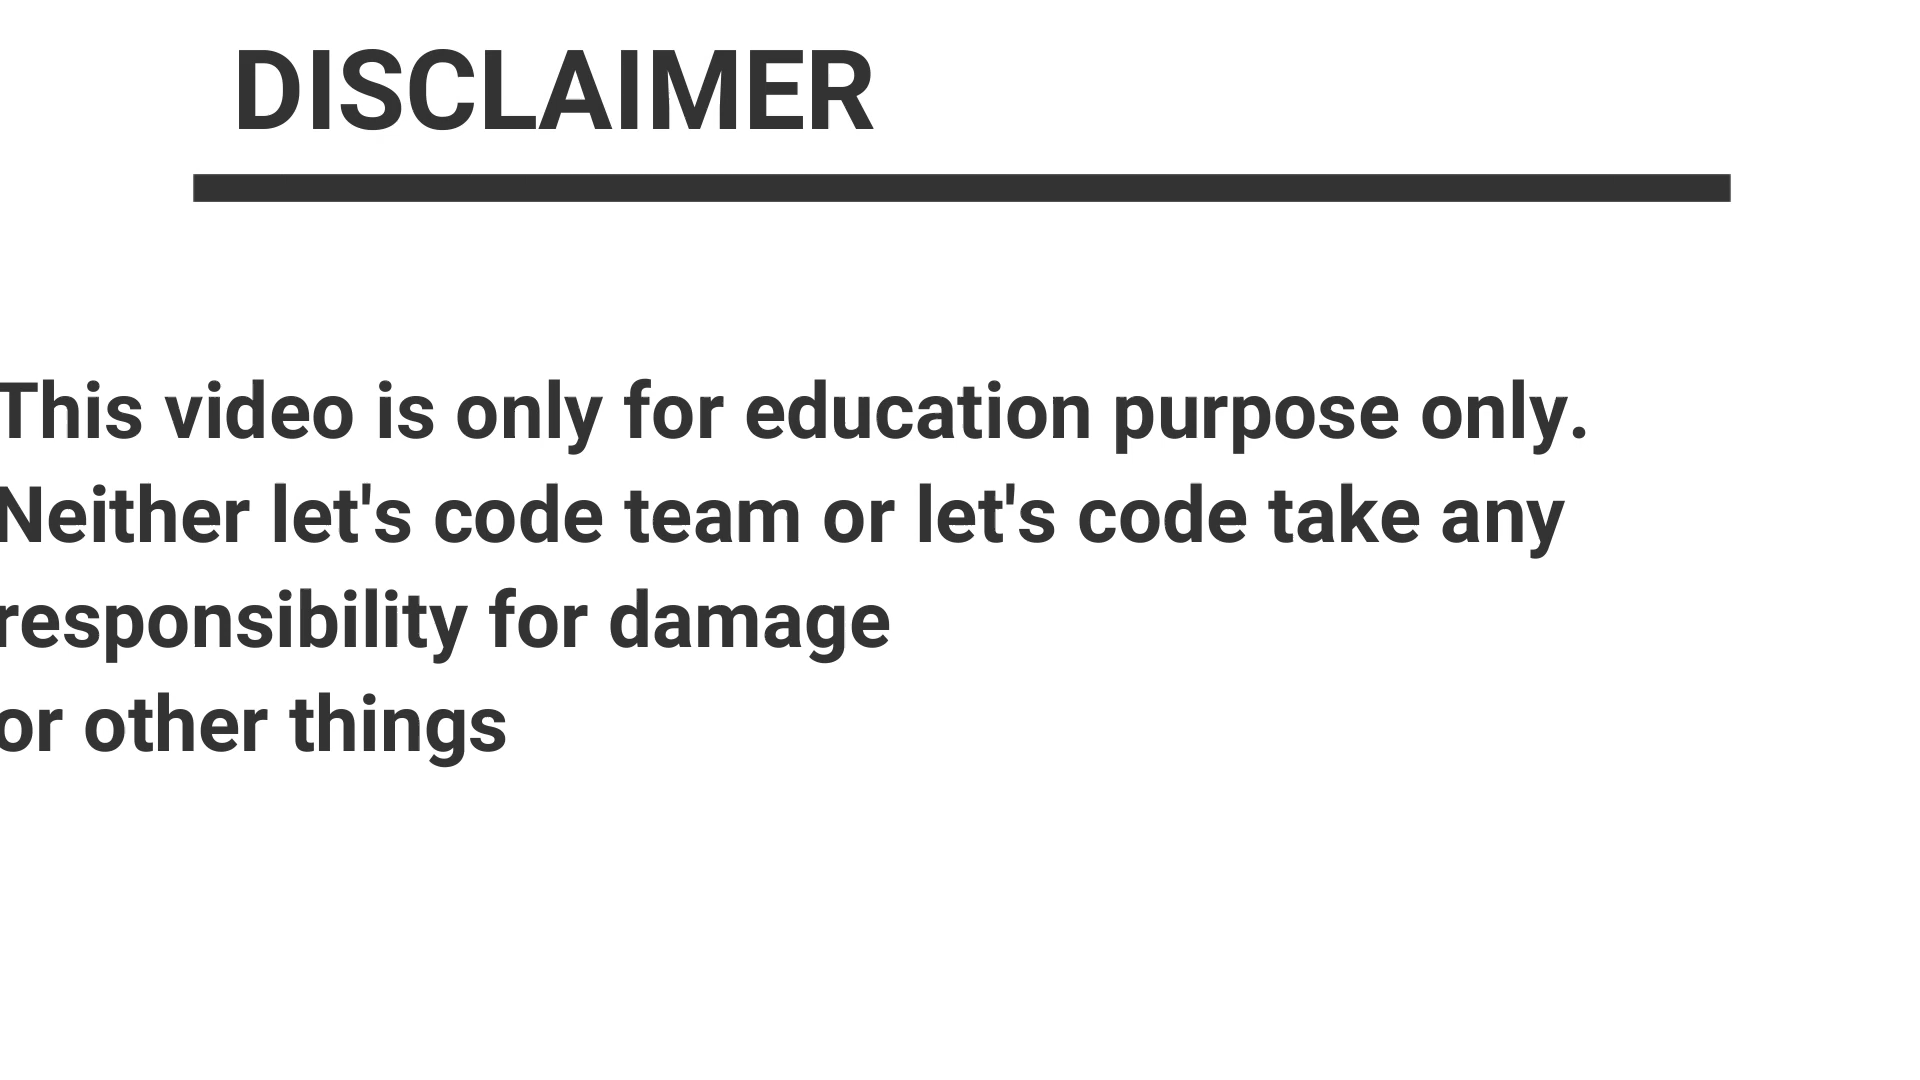 DISCLAIMER
This video is only for education purpose only.
Neither let's code team or let's code take any
responsibility for damage
or other things